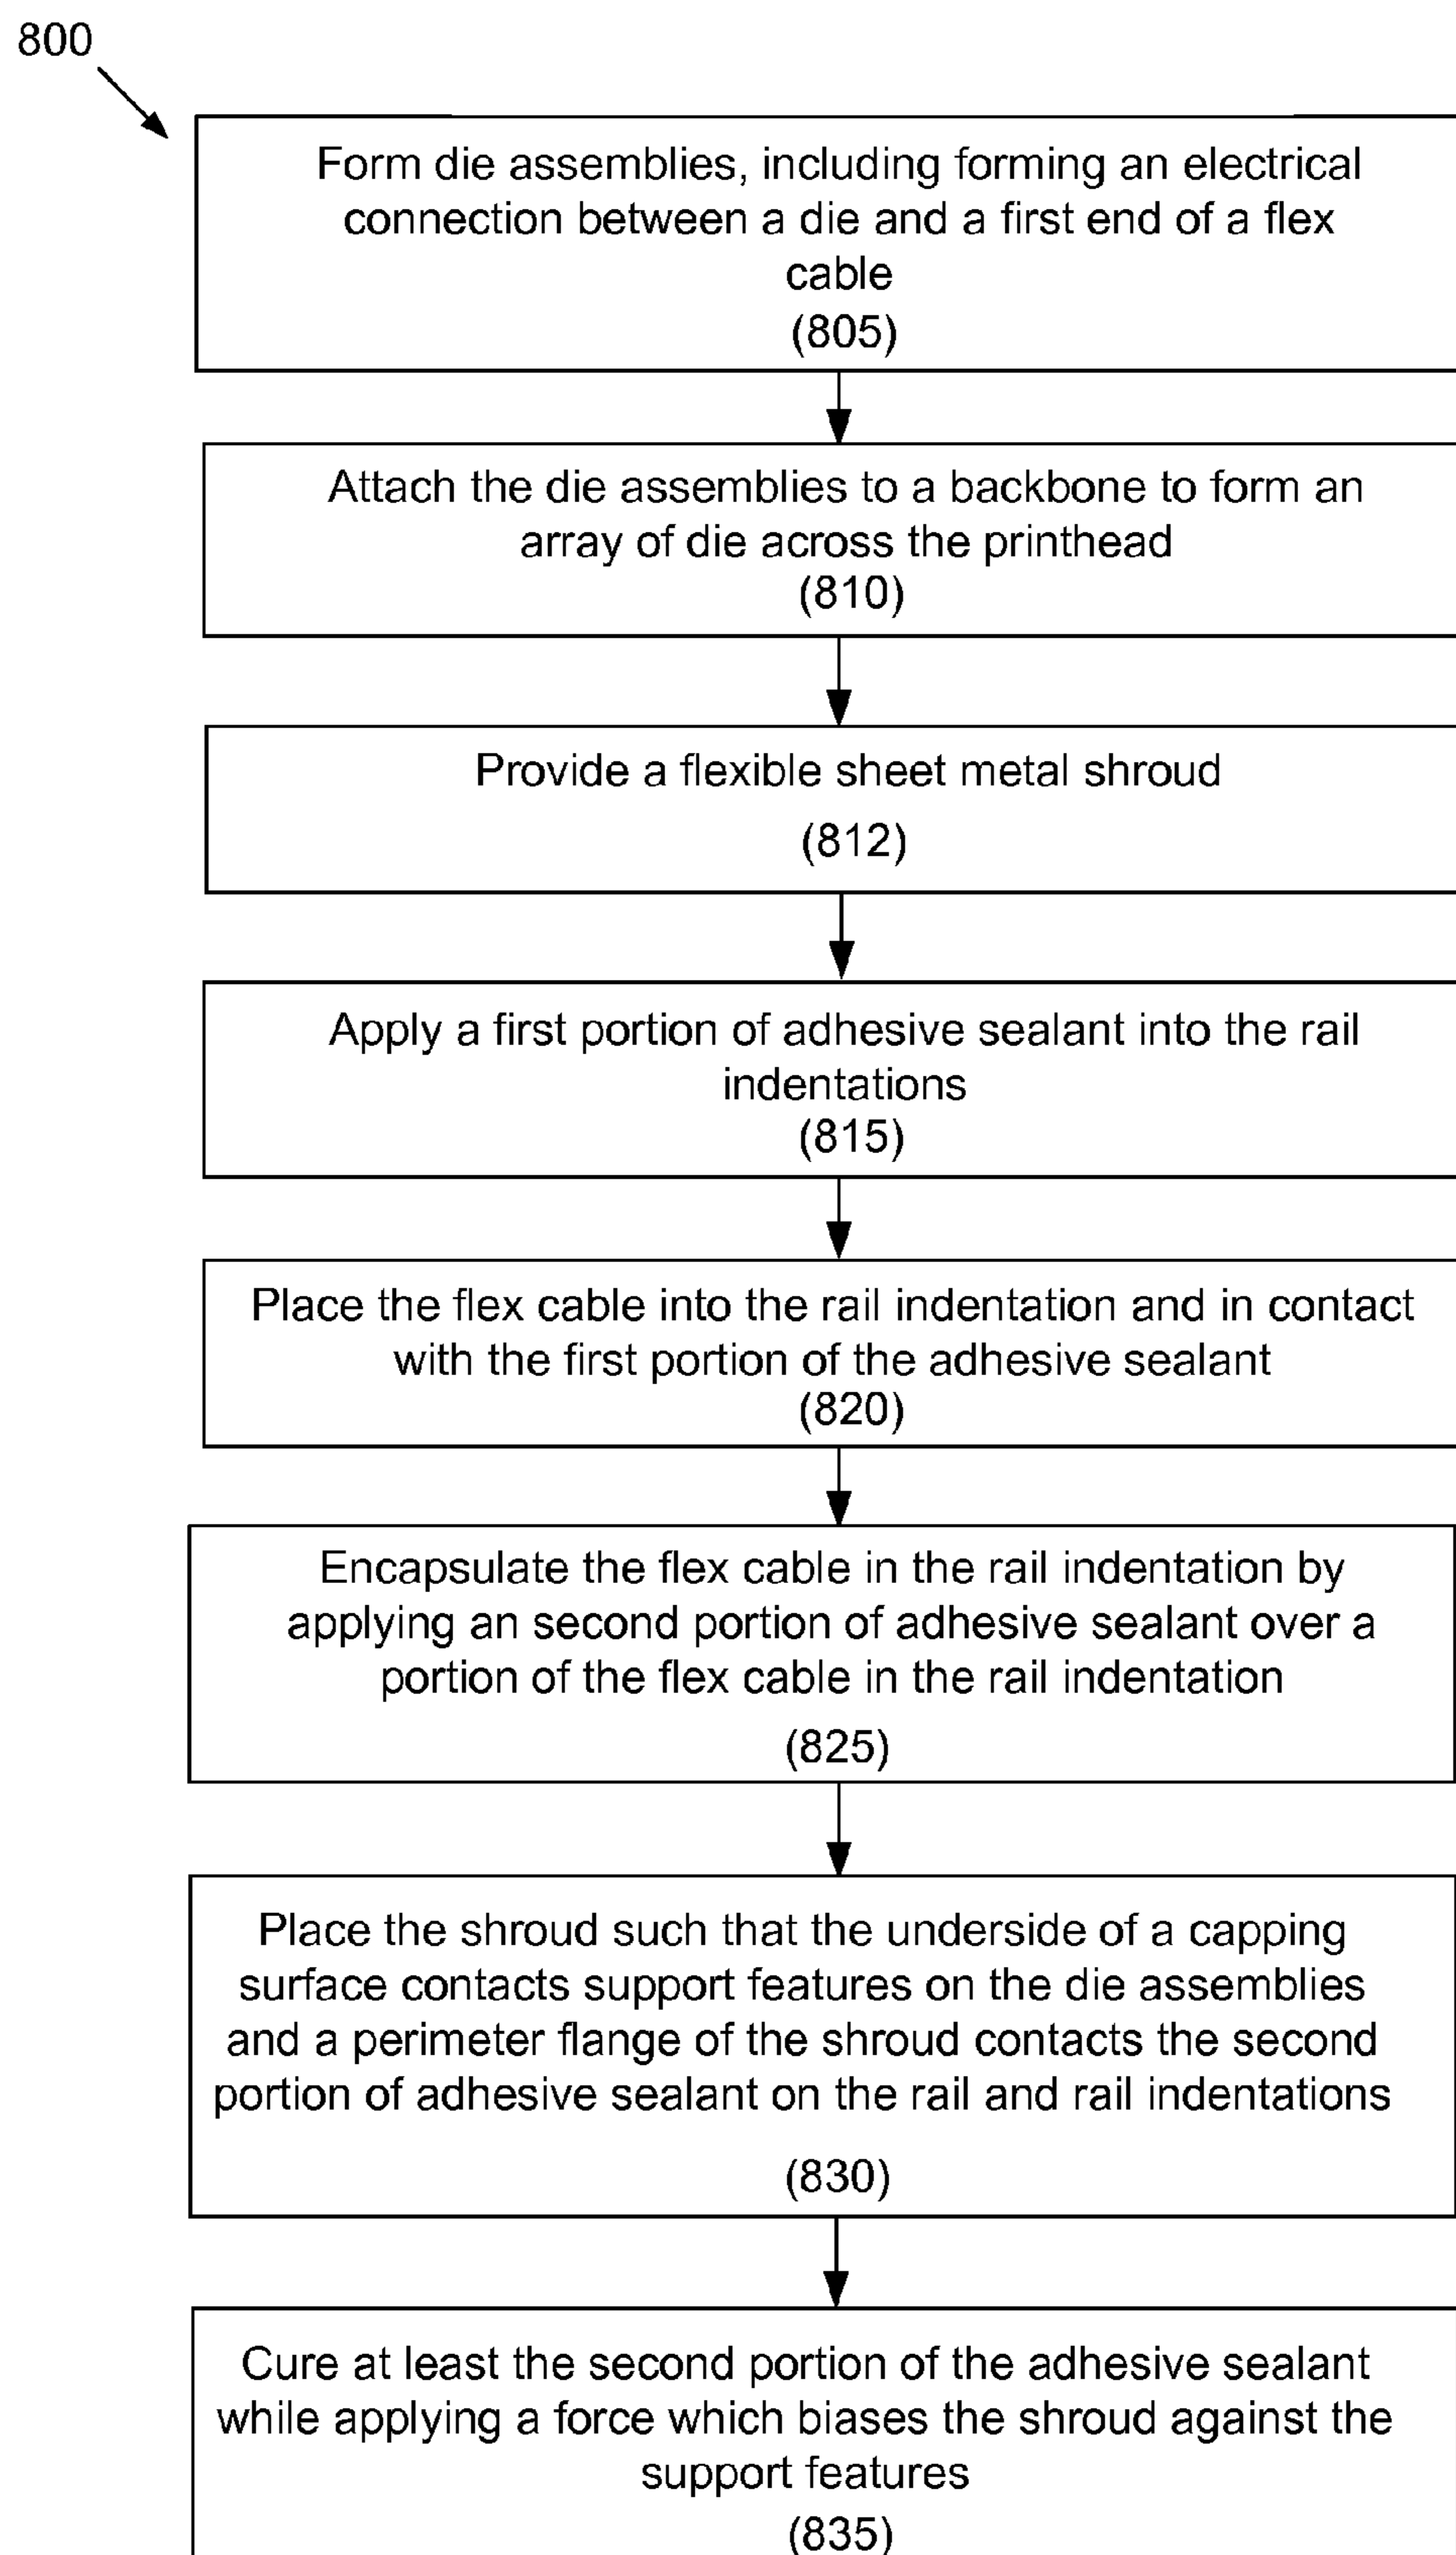 800
Form die assemblies, including forming an electrical
connection between a die and a first end of a flex
cable
(805)
Attach the die assemblies to a backbone to form an
array of die across the printhead
(810)
Provide a flexible sheet metal shroud
(812)
Apply a first portion of adhesive sealant into the rail
indentations
(815)
Place the flex cable into the rail indentation and in contact
with the first portion of the adhesive sealant
(820)
Encapsulate the flex cable in the rail indentation by
applying an second portion of adhesive sealant over a
portion of the flex cable in the rail indentation
(825)
Place the shroud such that the underside of a capping
surface contacts support features on the die assemblies
and a perimeter flange of the shroud contacts the second
portion of adhesive sealant on the rail and rail indentations
(830)
Cure at least the second portion of the adhesive sealant
while applying a force which biases the shroud against the
support features
(835)